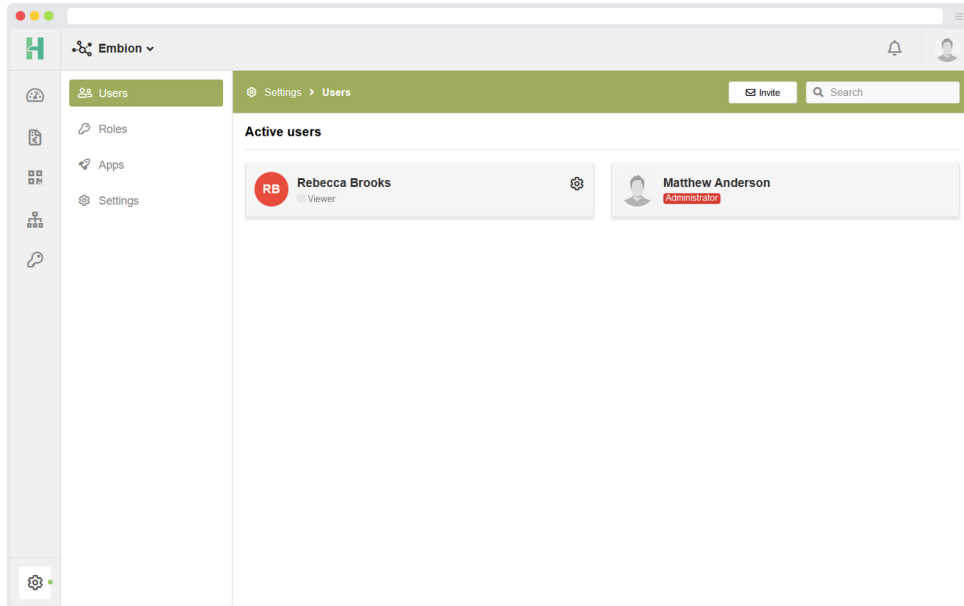 Embion
Users
Roles
Apps
Settings
Settings > Users
Invite
Search
Active users
RB
Rebecca Brooks
Viewer
Matthew Anderson
Administrator